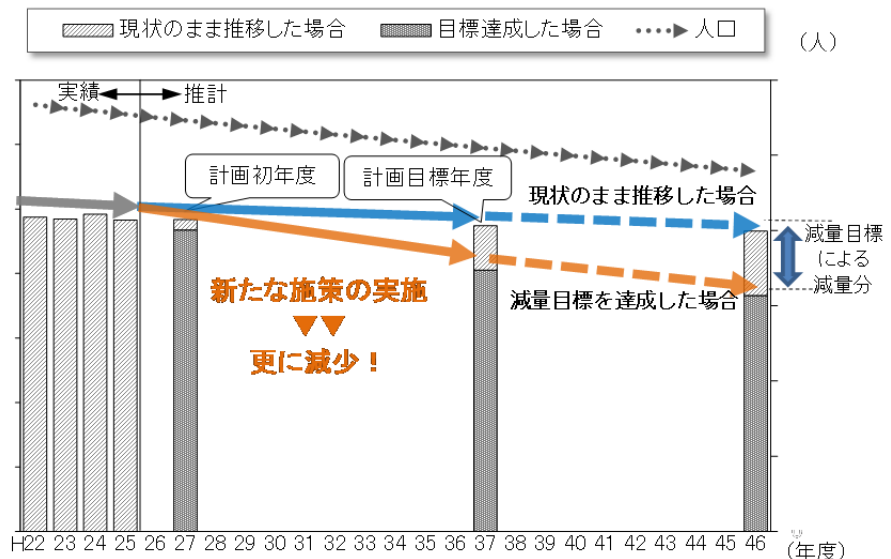 現状のまま推移した場合 目標達成した場合 人口
(人)
実績 推計
計画初年度 計画目標年度
現状のまま推移した場合
減量目標
による
減量分
新たな施策の実施
減量目標を達成した場合
▼▼
更に減少！
H22 23 24 25 26 27 28 29 30 31 32 33 34 35 36 37 38 39 40 41 42 43 44 45 46
(年度)